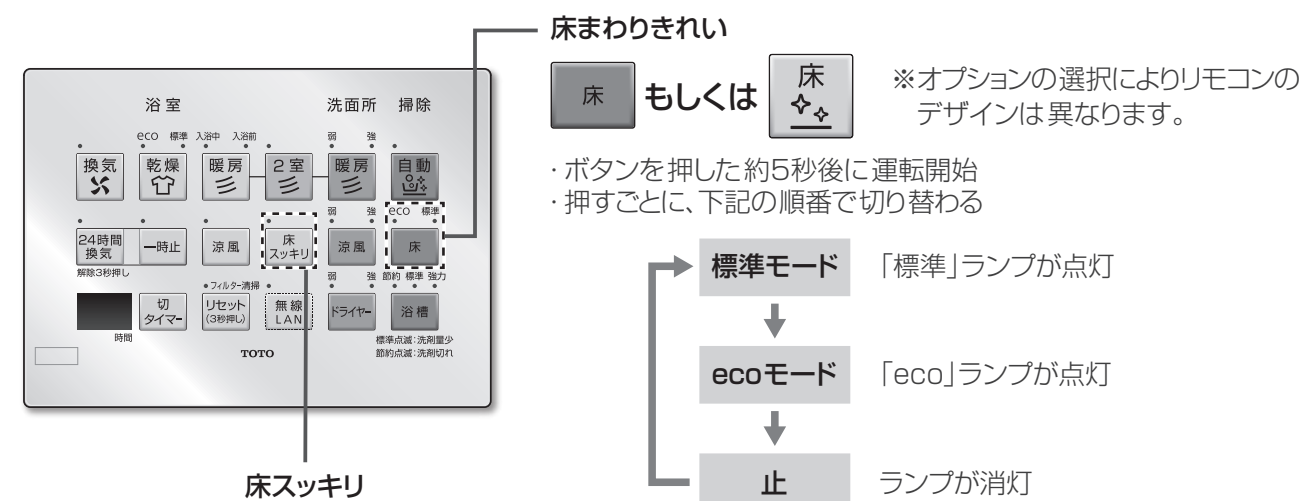 床まわりきれい
床 もしくは 床
※オプションの選択によりリモコンの
デザインは異なります。
・ボタンを押した約5秒後に運転開始
・押すごとに、下記の順番で切り替わる
標準モード 「標準」ランプが点灯
ecoモード 「eco」ランプが点灯
止 ランプが消灯
浴室 洗面所 掃除
eco 標準 入浴中 入浴前 弱 強
換気 乾燥 暖房 2室 暖房 自動
弱 強 eco 標準
24時間
換気
一時止 涼風
床
スッキリ
涼風 床
解除3秒押し
弱 強 節約 標準 強力
フィルター清掃
切
タイマー
リセット
(3秒押し)
無線
LAN
ドライヤー 浴槽
時間
標準点滅:洗剤量少
節約点滅:洗剤切れ
TOTO
床スッキリ